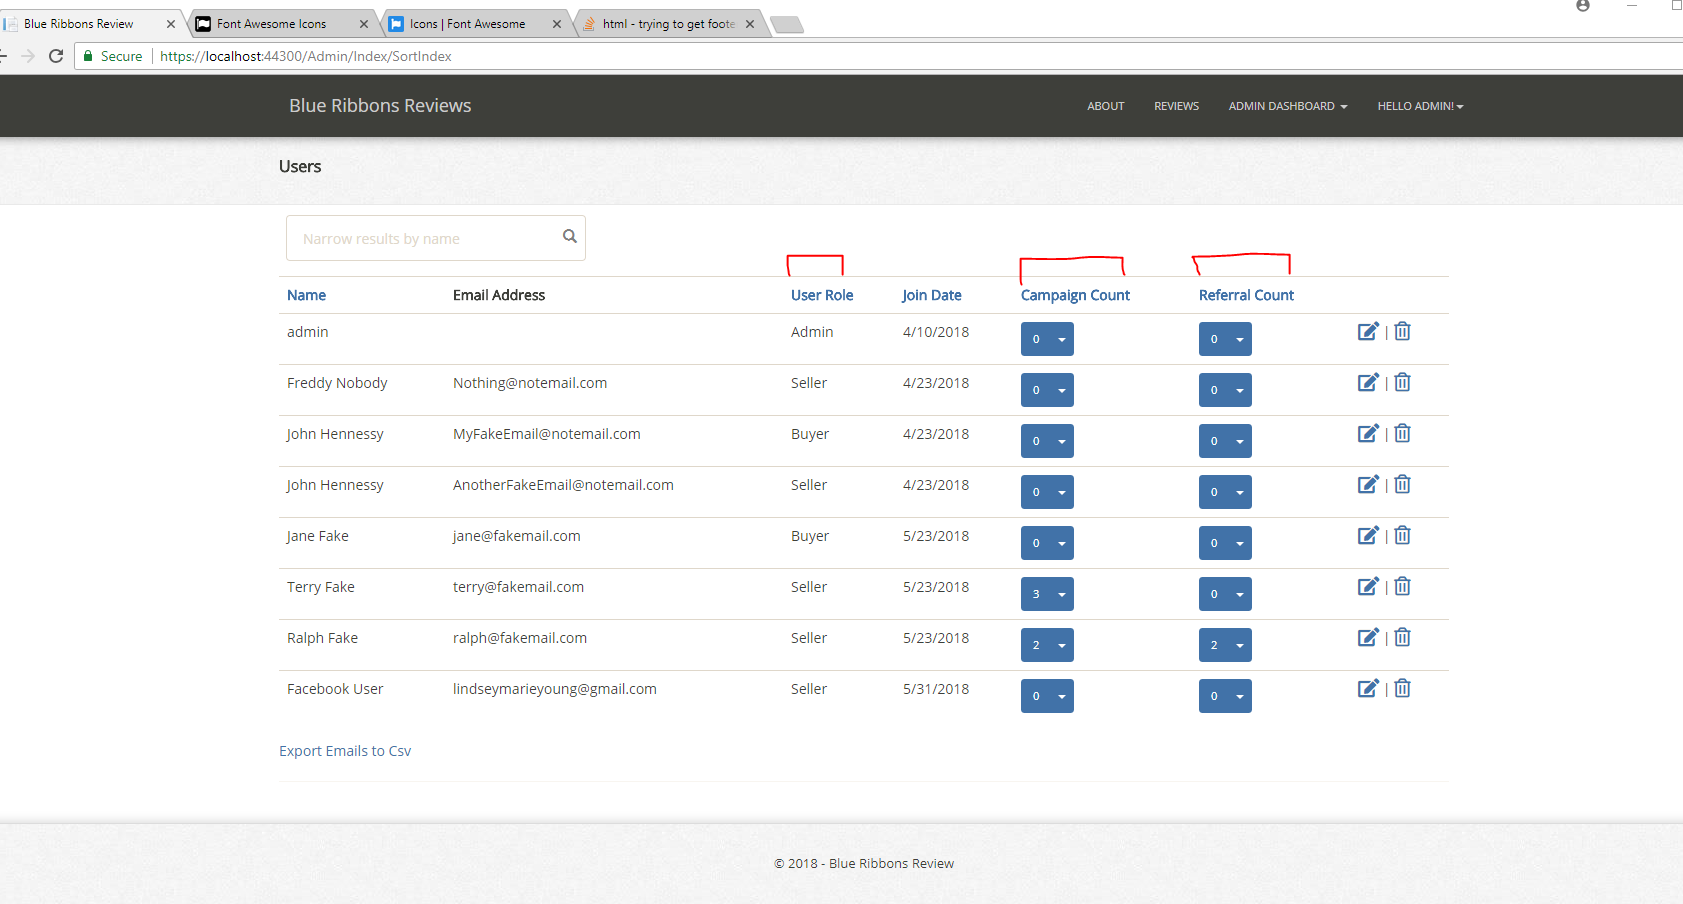 Blue Ribbons Review Font Awesome Icons Icons | Font Awesome html - trying to get foote
Secure https://localhost:44300/Admin/Index/SortIndex
Blue Ribbons Reviews ABOUT REVIEWS ADMIN DASHBOARD HELLO ADMIN!
Users
Narrow results by name
Name Email Address User Role Join Date Campaign Count Referral Count
admin Admin 4/10/2018 0 0 |
Freddy Nobody Nothing@notemail.com Seller 4/23/2018 0 0 |
John Hennessy MyFakeEmail@notemail.com Buyer 4/23/2018 0 0 |
John Hennessy AnotherFakeEmail@notemail.com Seller 4/23/2018 0 0 |
Jane Fake jane@fakemail.com Buyer 5/23/2018 0 0 |
Terry Fake terry@fakemail.com Seller 5/23/2018 3 0 |
Ralph Fake ralph@fakemail.com Seller 5/23/2018 2 2 |
Facebook User lindseymarieyoung@gmail.com Seller 5/31/2018 0 0 |
Export Emails to Csv
© 2018 - Blue Ribbons Review